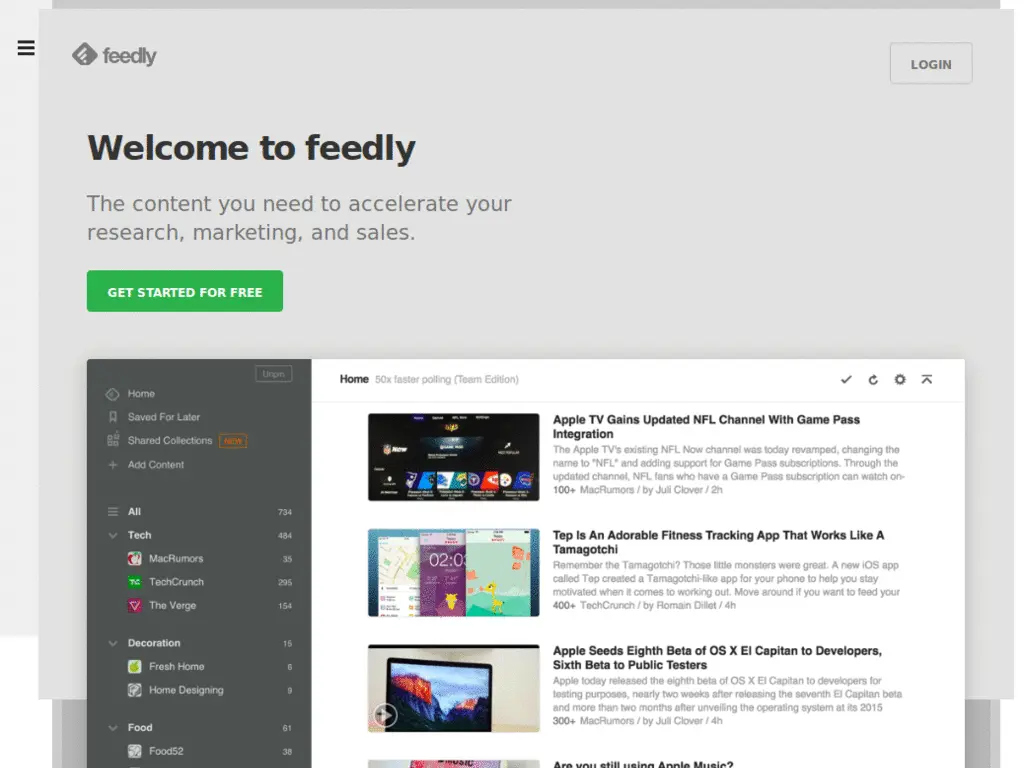 feedly
LOGIN
Welcome to feedly
The content you need to accelerate your
research, marketing, and sales.
GET STARTED FOR FREE
Unpin
Home
Saved For Later
Shared Collections NEW
Add Content
All 734
Tech 484
MacRumors 35
TechCrunch 295
The Verge 154
Decoration 15
Fresh Home 6
Home Designing 9
Food 61
Food52 38
Home 50x faster polling (Team Edition)
Apple TV Gains Updated NFL Channel With Game Pass
Integration
The Apple TV's existing NFL Now channel was today revamped, changing the
name to "NFL" and adding support for Game Pass subscriptions. Through the
updated channel, NFL fans who have a Game Pass subscription can watch on-
100+ MacRumors / by Juli Clover / 2h
Tep Is An Adorable Fitness Tracking App That Works Like A
Tamagotchi
Remember the Tamagotchi? Those little monsters were great. A new iOS app
called Tep created a Tamagotchi-like app for your phone to help you stay
motivated when it comes to working out. Move around if you want to feed your
400+ TechCrunch / by Romain Dillet / 4h
02:03
Apple Seeds Eighth Beta of OS X El Capitan to Developers,
Sixth Beta to Public Testers
Apple today released the eighth beta of OS X El Capitan to developers for
testing purposes, nearly two weeks after releasing the seventh El Capitan beta
and more than two months after unveiling the operating system at its 2015
300+ MacRumors / by Juli Clover / 4h
MUSIC
Are you still using Apple Music?